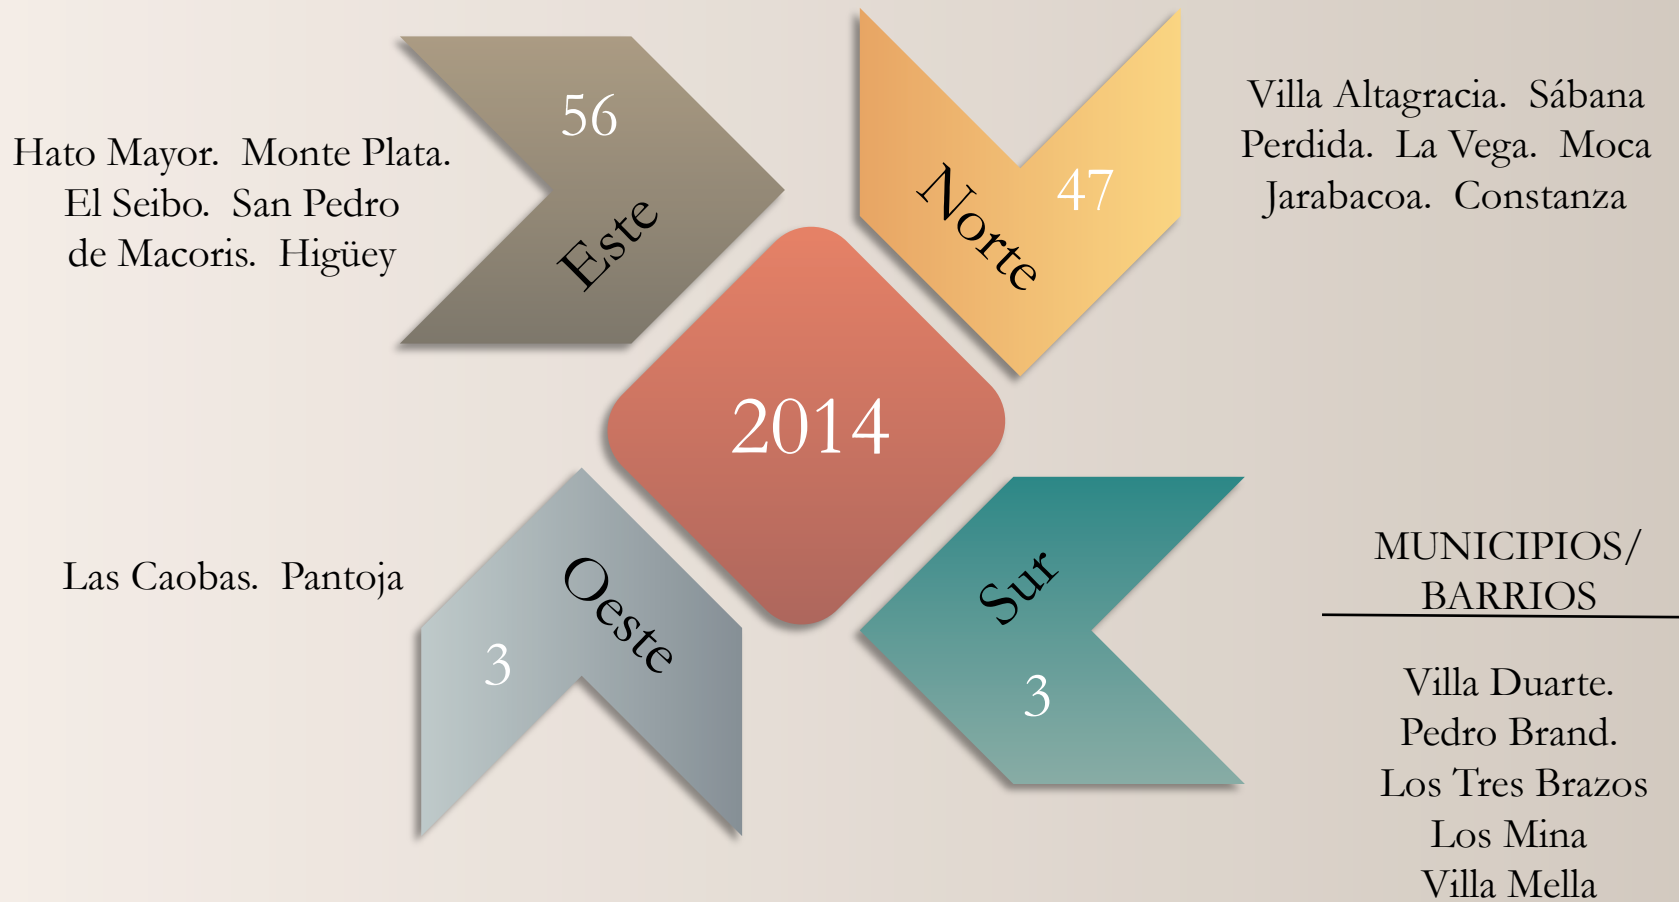 Hato Mayor.  Monte Plata.
El Seibo.  San Pedro
de Macoris.  Higüey
56
Este
Norte
47
Villa Altagracia.  Sábana
Perdida.  La Vega.  Moca
Jarabacoa.  Constanza
2014
Las Caobas.  Pantoja
3
Oeste
Sur
3
MUNICIPIOS/
BARRIOS
Villa Duarte.
Pedro Brand.
Los Tres Brazos
Los Mina
Villa Mella